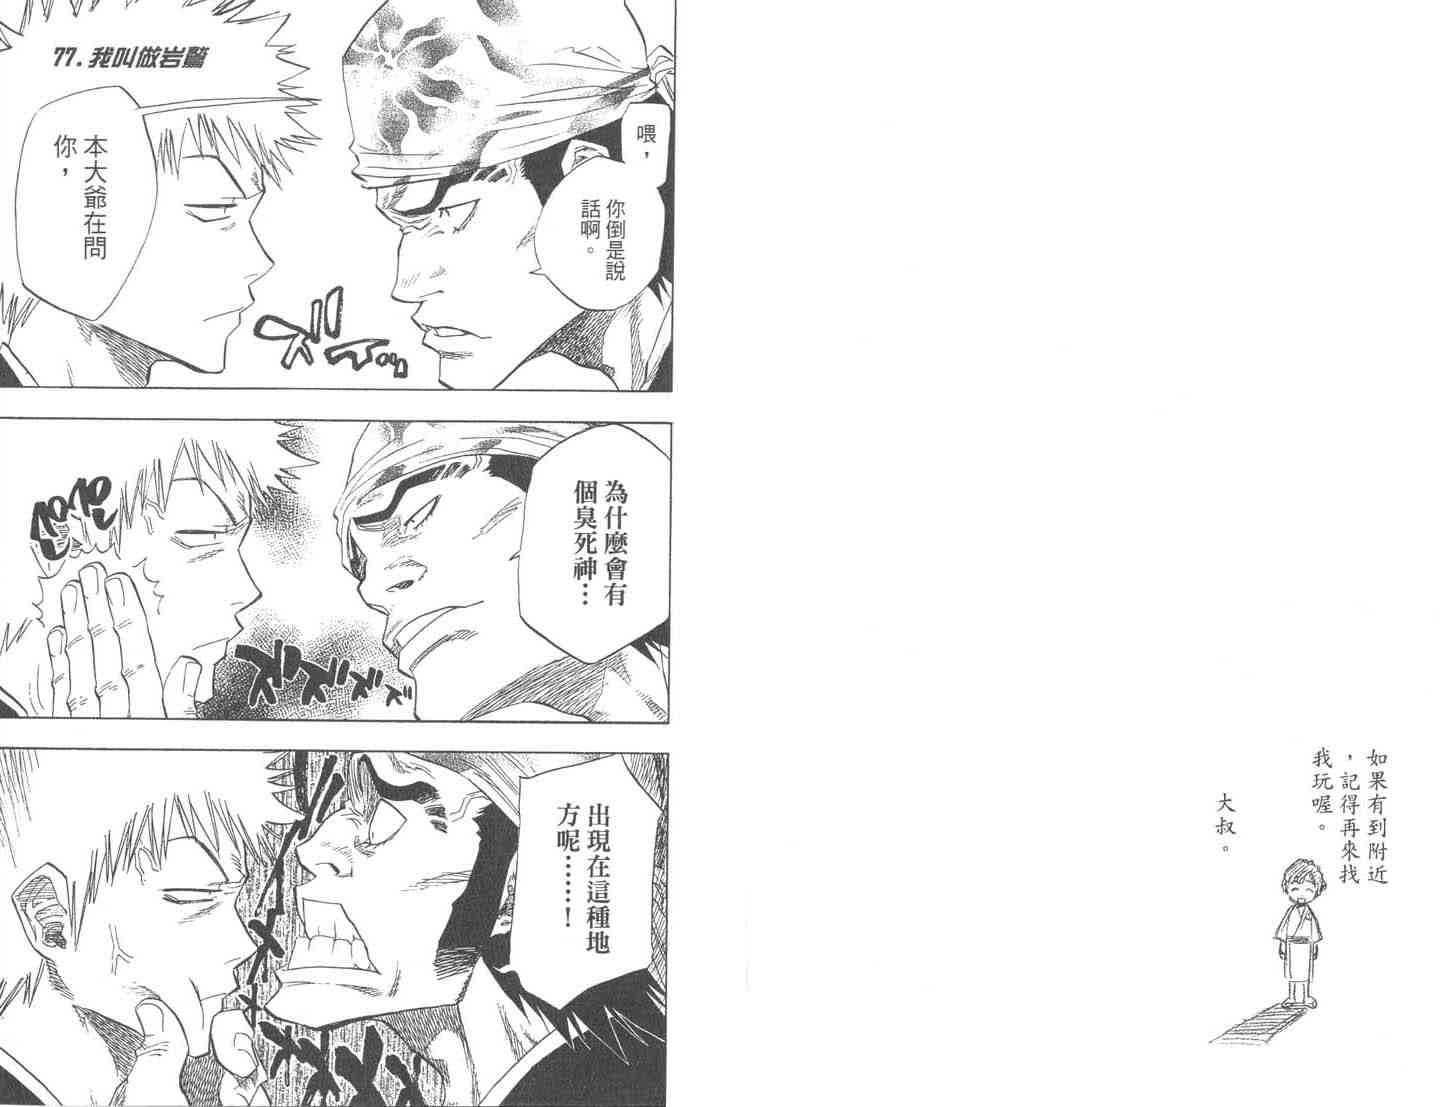 如果有到附近
，記得再來找
我玩喔。
大叔。
77.我叫做岩鷲
喂，
你倒是說
話啊。
本大爺在問
你，
為什麼會有
個臭死神…
出現在這種地
方呢……！